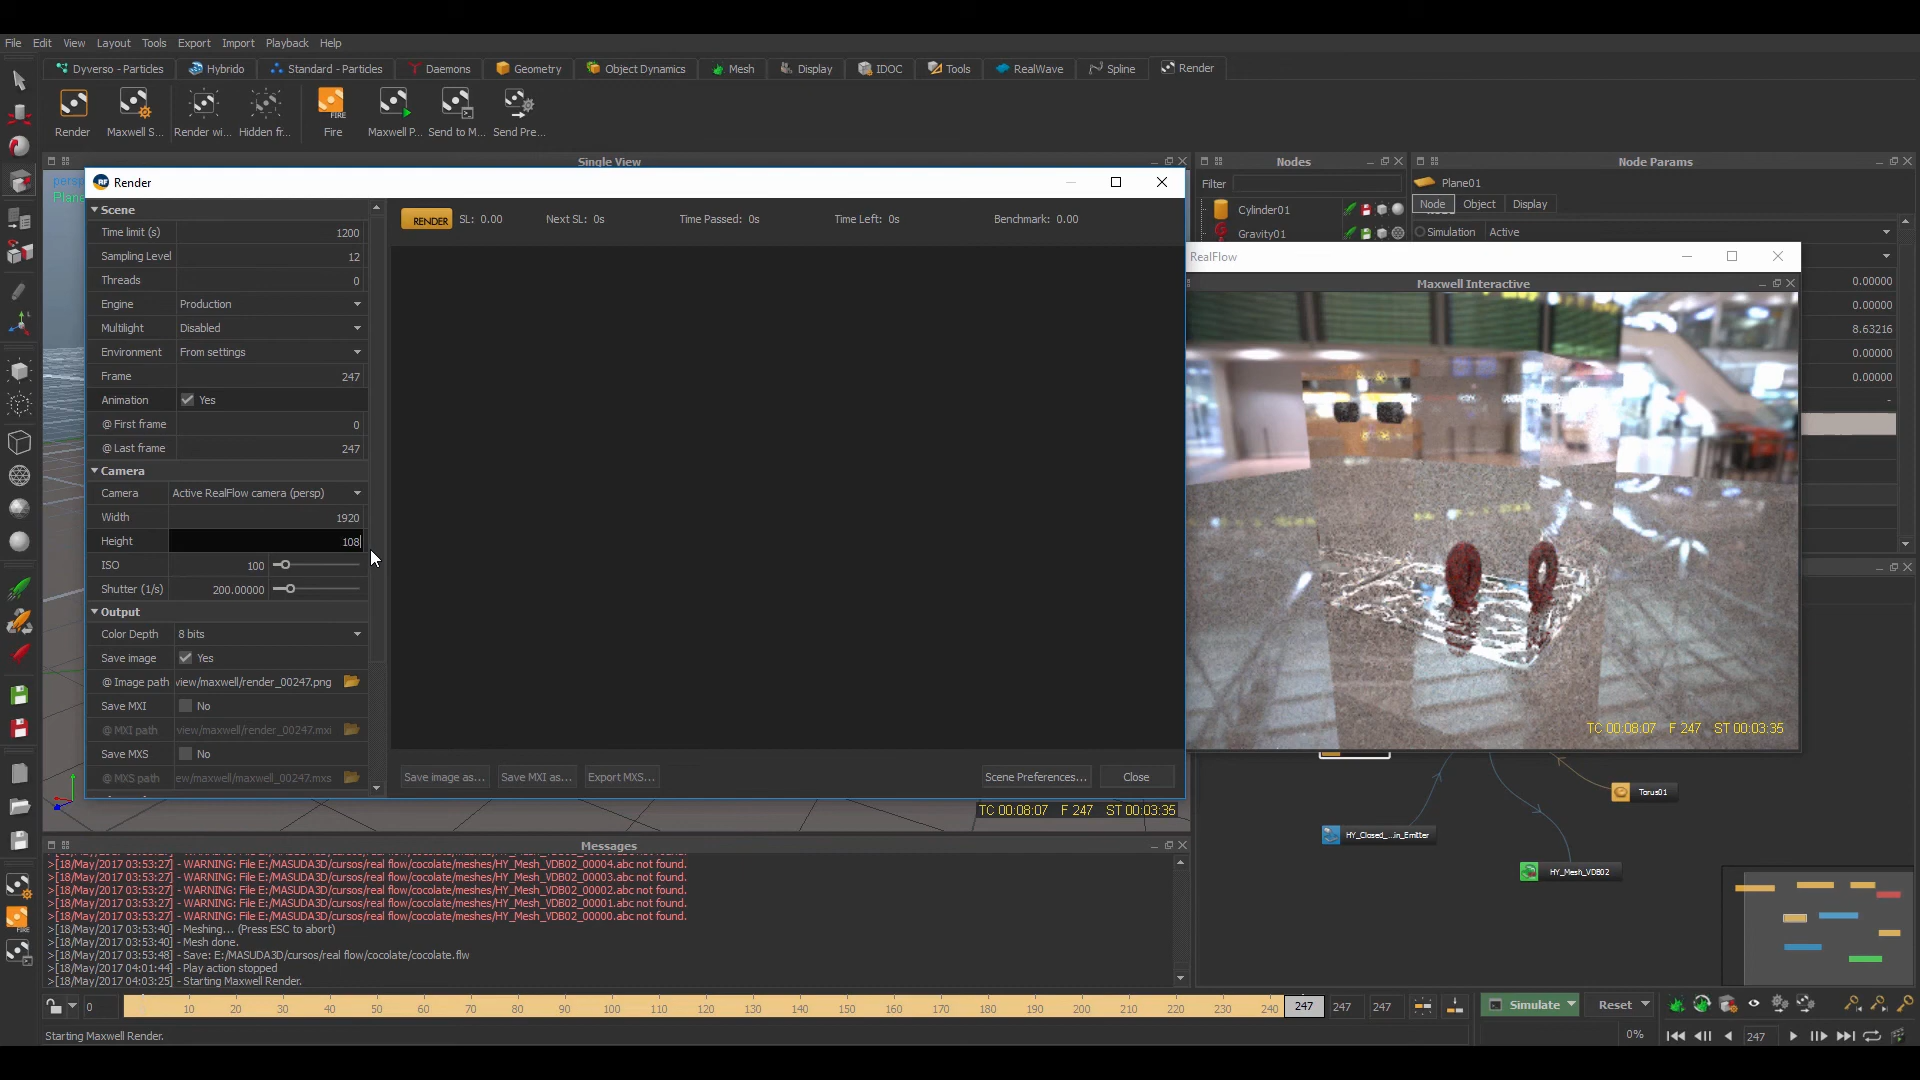 File Edit View Layout Tools Export Import Playback Help
Dyverso - Particles Hybrido Standard - Particles Daemons Geometry Object Dynamics Mesh Display IDOC Tools RealWave Spline Render
Render Maxwell S... Render wi... Hidden fr... Fire Maxwell P... Send to M... Send Pre...
Single View
Nodes
Node Params
Filter
Cylinder01
Gravity01
Plane01
Node Object Display
Simulation Active
0.00000
0.00000
8.63216
0.00000
0.00000
Render
Scene
Time limit (s) 1200
Sampling Level 12
Threads 0
Engine Production
Multilight Disabled
Environment From settings
Frame 247
Animation Yes
@ First frame 0
@ Last frame 247
Camera
Camera Active RealFlow camera (persp)
Width 1920
Height 108
ISO 100
Shutter (1/s) 200.00000
Output
Color Depth 8 bits
Save image Yes
@ Image path view/maxwell/render_00247.png
Save MXI No
@ MXI path view/maxwell/render_00247.mxi
Save MXS No
@ MXS path ew/maxwell/maxwell_00247.mxs
RENDER SL: 0.00 Next SL: 0s Time Passed: 0s Time Left: 0s Benchmark: 0.00
Save image as... Save MXI as... Export MXS... Scene Preferences... Close
RealFlow
Maxwell Interactive
TC 00:08:07 F 247 ST 00:03:35
TC 00:08:07 F 247 ST 00:03:35
Torus01
HY_Closed_...in_Emitter
HY_Mesh_VDB02
Messages
>[18/May/2017 03:53:27] - WARNING: File E:/MASUDA3D/cursos/real flow/cocolate/meshes/HY_Mesh_VDB02_00004.abc not found.
>[18/May/2017 03:53:27] - WARNING: File E:/MASUDA3D/cursos/real flow/cocolate/meshes/HY_Mesh_VDB02_00003.abc not found.
>[18/May/2017 03:53:27] - WARNING: File E:/MASUDA3D/cursos/real flow/cocolate/meshes/HY_Mesh_VDB02_00002.abc not found.
>[18/May/2017 03:53:27] - WARNING: File E:/MASUDA3D/cursos/real flow/cocolate/meshes/HY_Mesh_VDB02_00001.abc not found.
>[18/May/2017 03:53:27] - WARNING: File E:/MASUDA3D/cursos/real flow/cocolate/meshes/HY_Mesh_VDB02_00000.abc not found.
>[18/May/2017 03:53:40] - Meshing... (Press ESC to abort)
>[18/May/2017 03:53:40] - Mesh done.
>[18/May/2017 03:53:48] - Save: E:/MASUDA3D/cursos/real flow/cocolate/cocolate.flw
>[18/May/2017 04:01:44] - Play action stopped
>[18/May/2017 04:03:25] - Starting Maxwell Render.
0 10 20 30 40 50 60 70 80 90 100 110 120 130 140 150 160 170 180 190 200 210 220 230 240 247 247 247
Simulate Reset
Starting Maxwell Render.
0% 247